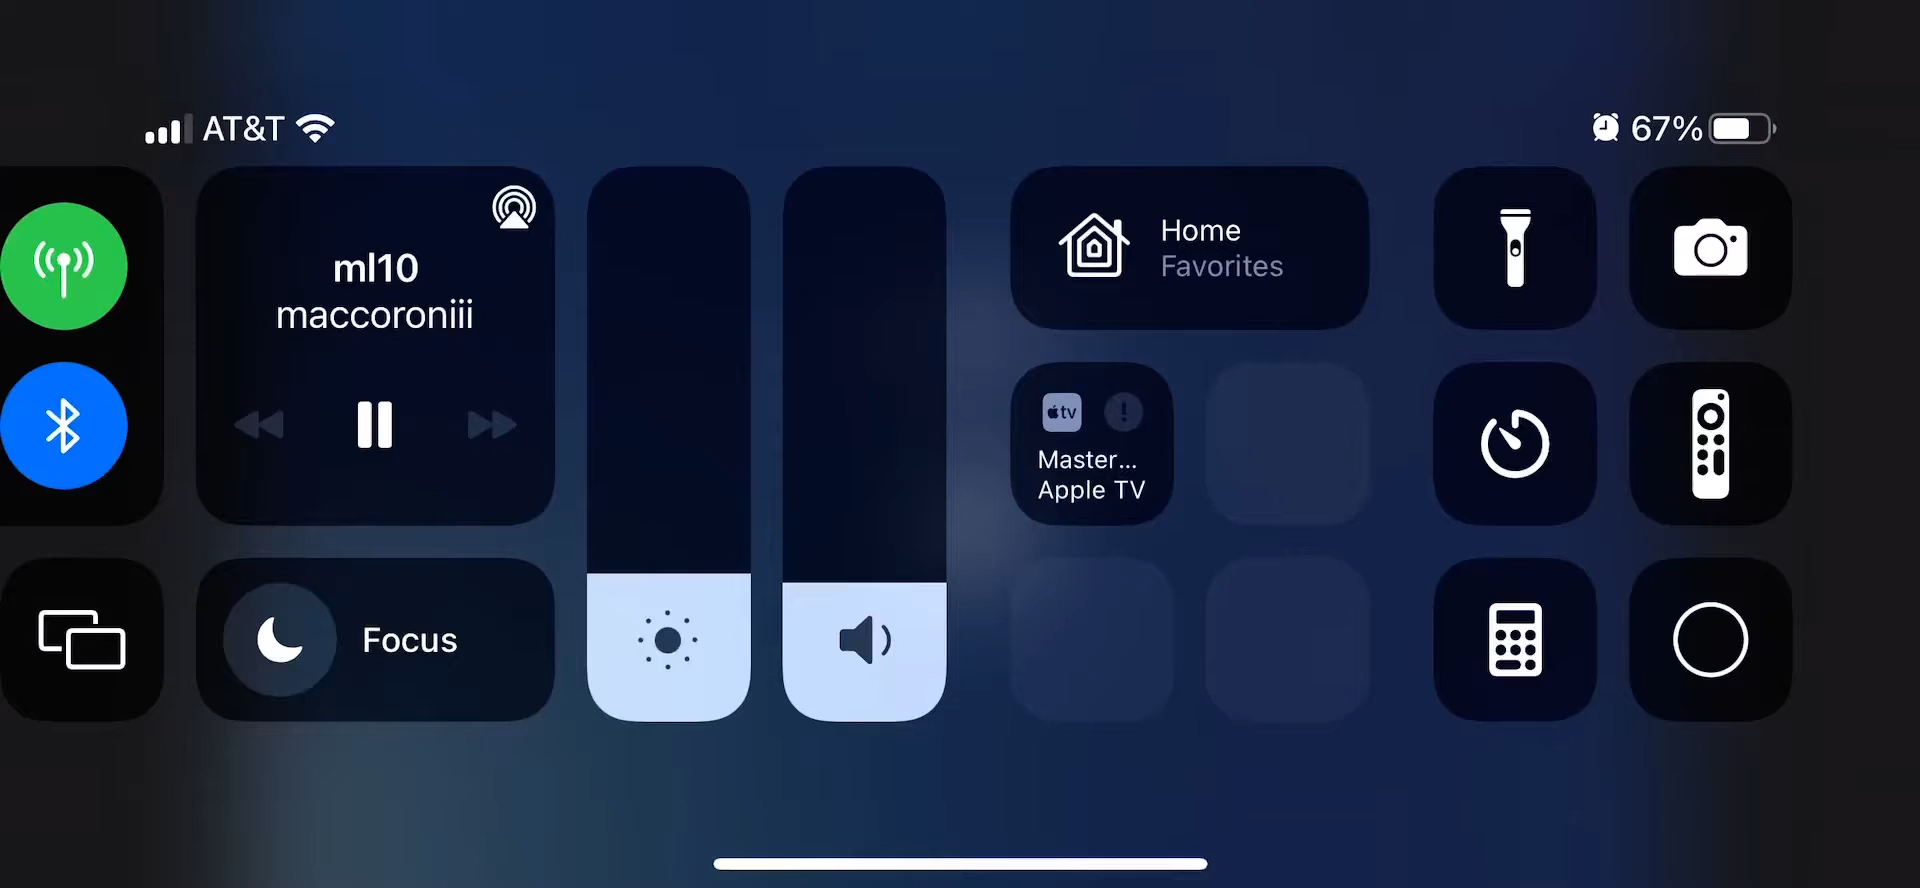 AT&T
67%
ml10
maccoroniii
Home
Favorites
tv
Master...
Apple TV
Focus